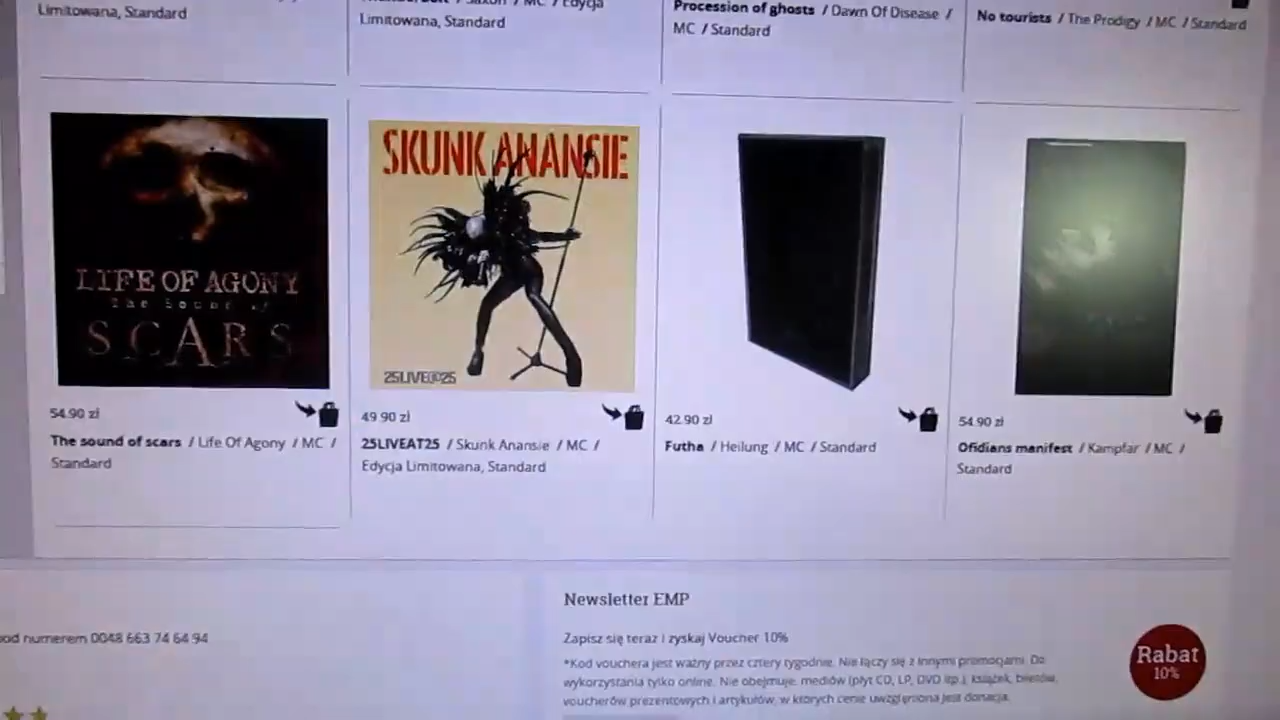 Limitowana, Standard
/ Saxon / MC / Edycja
Limitowana, Standard
Procession of ghosts / Dawn Of Disease /
MC / Standard
No tourists / The Prodigy / MC / Standard
LIFE OF AGONY
The Sound of
SCARS
SKUNK ANANSIE
25LIVE@25
54.90 zł
The sound of scars / Life Of Agony / MC /
Standard
49.90 zł
25LIVEAT25 / Skunk Anansie / MC /
Edycja Limitowana, Standard
42.90 zł
Futha / Heilung / MC / Standard
54.90 zł
Ofidians manifest / Kampfar / MC /
Standard
pod numerem 0048 663 74 64 94
Newsletter EMP
Zapisz się teraz i zyskaj Voucher 10%
*Kod vouchera jest ważny przez cztery tygodnie. Nie łączy się z innymi promocjami. Do
wykorzystania tylko online. Nie obejmuje: mediów (płyt CD, LP, DVD itp.), książek, biletów,
voucherów prezentowych i artykułów, w których cenie uwzględniona jest donacja.
Rabat
10%